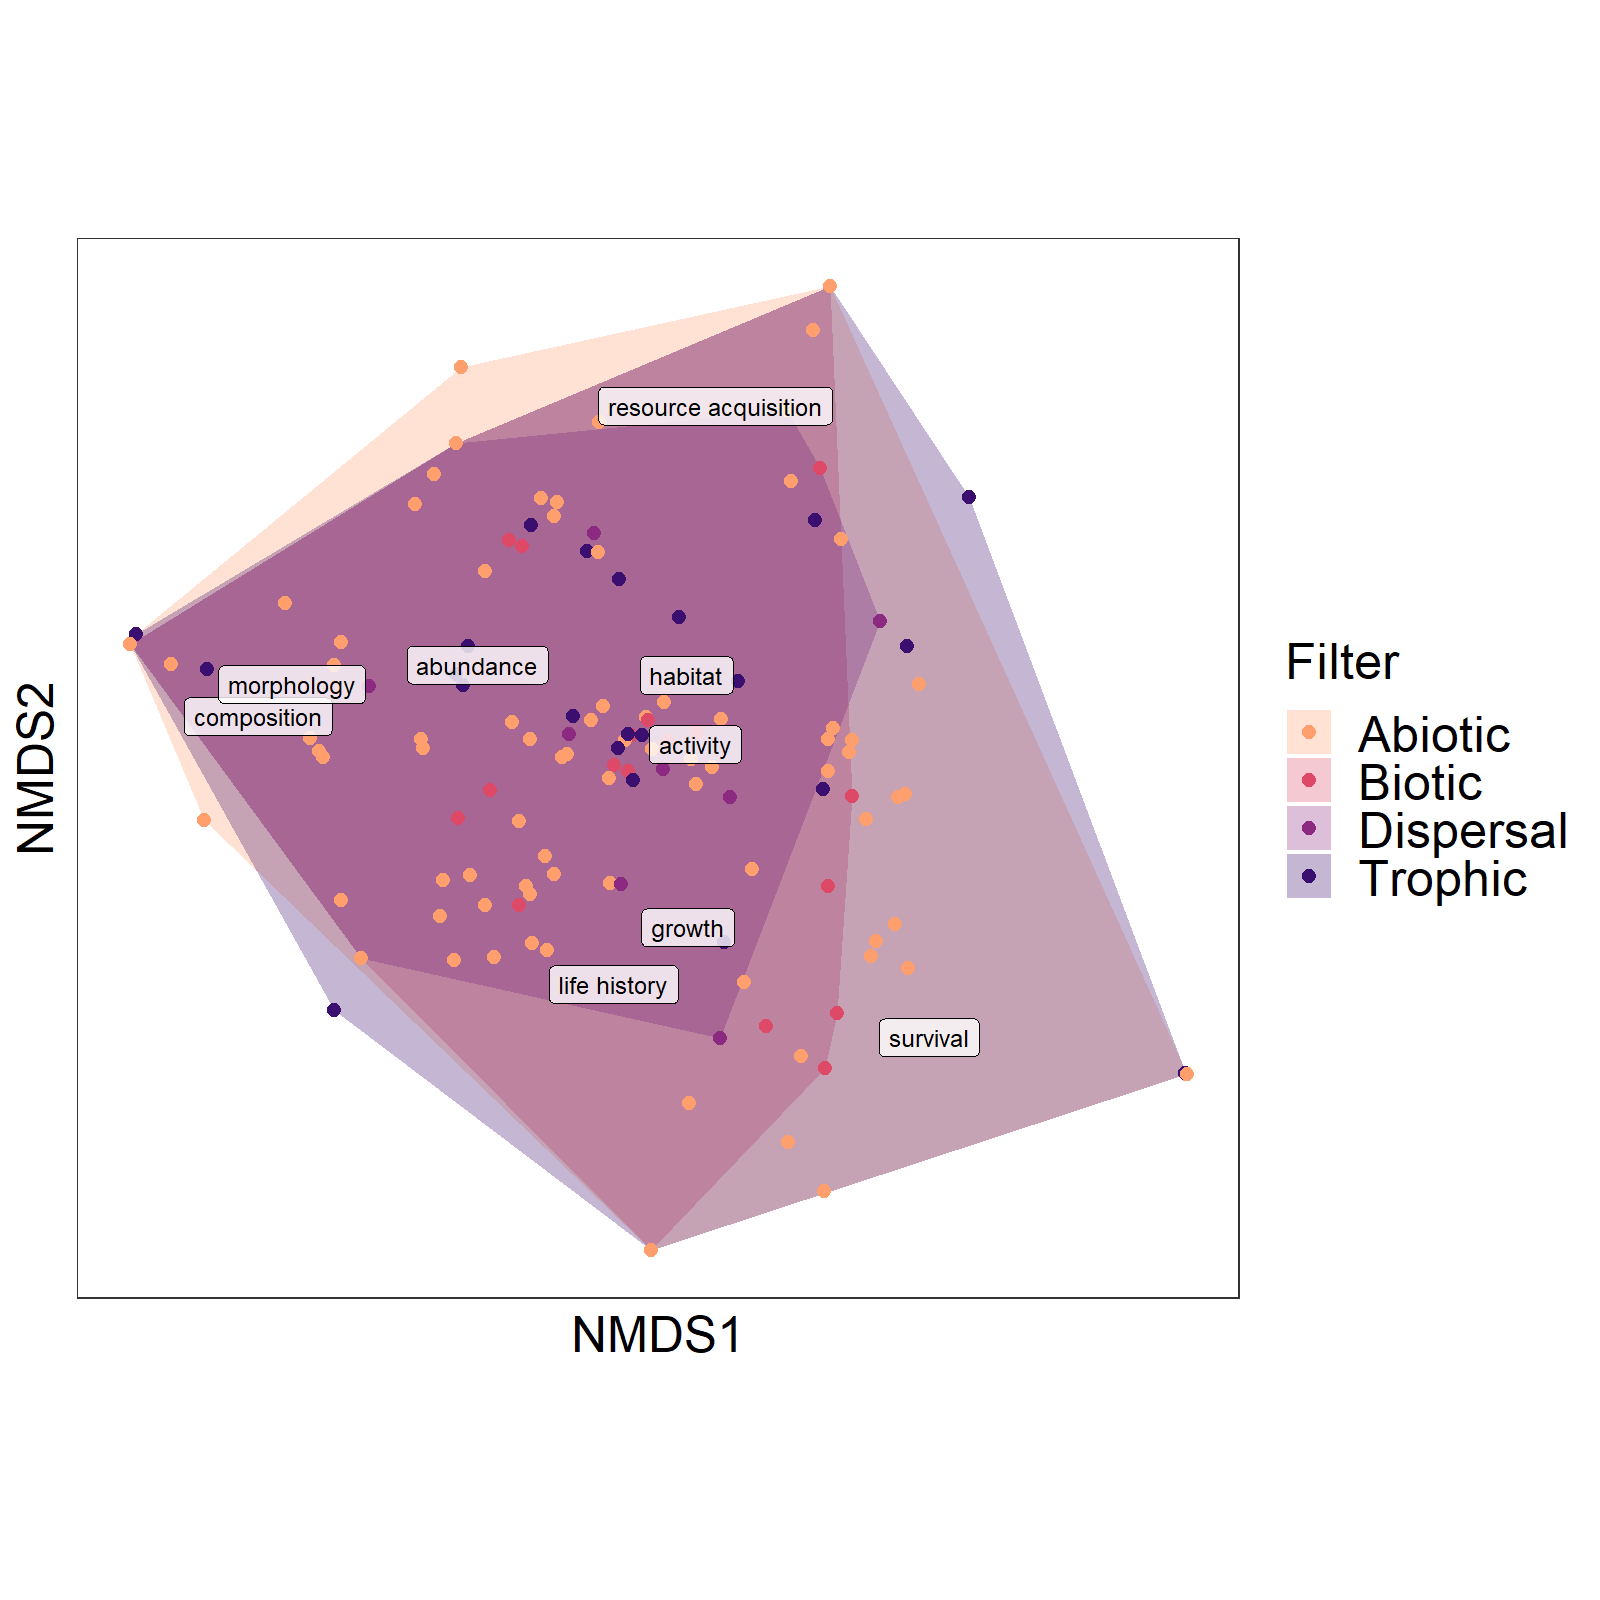 resource acquisition
abundance
habitat
morphology
composition
activity
growth
life history
survival
NMDS2
NMDS1
Filter
Abiotic
Biotic
Dispersal
Trophic